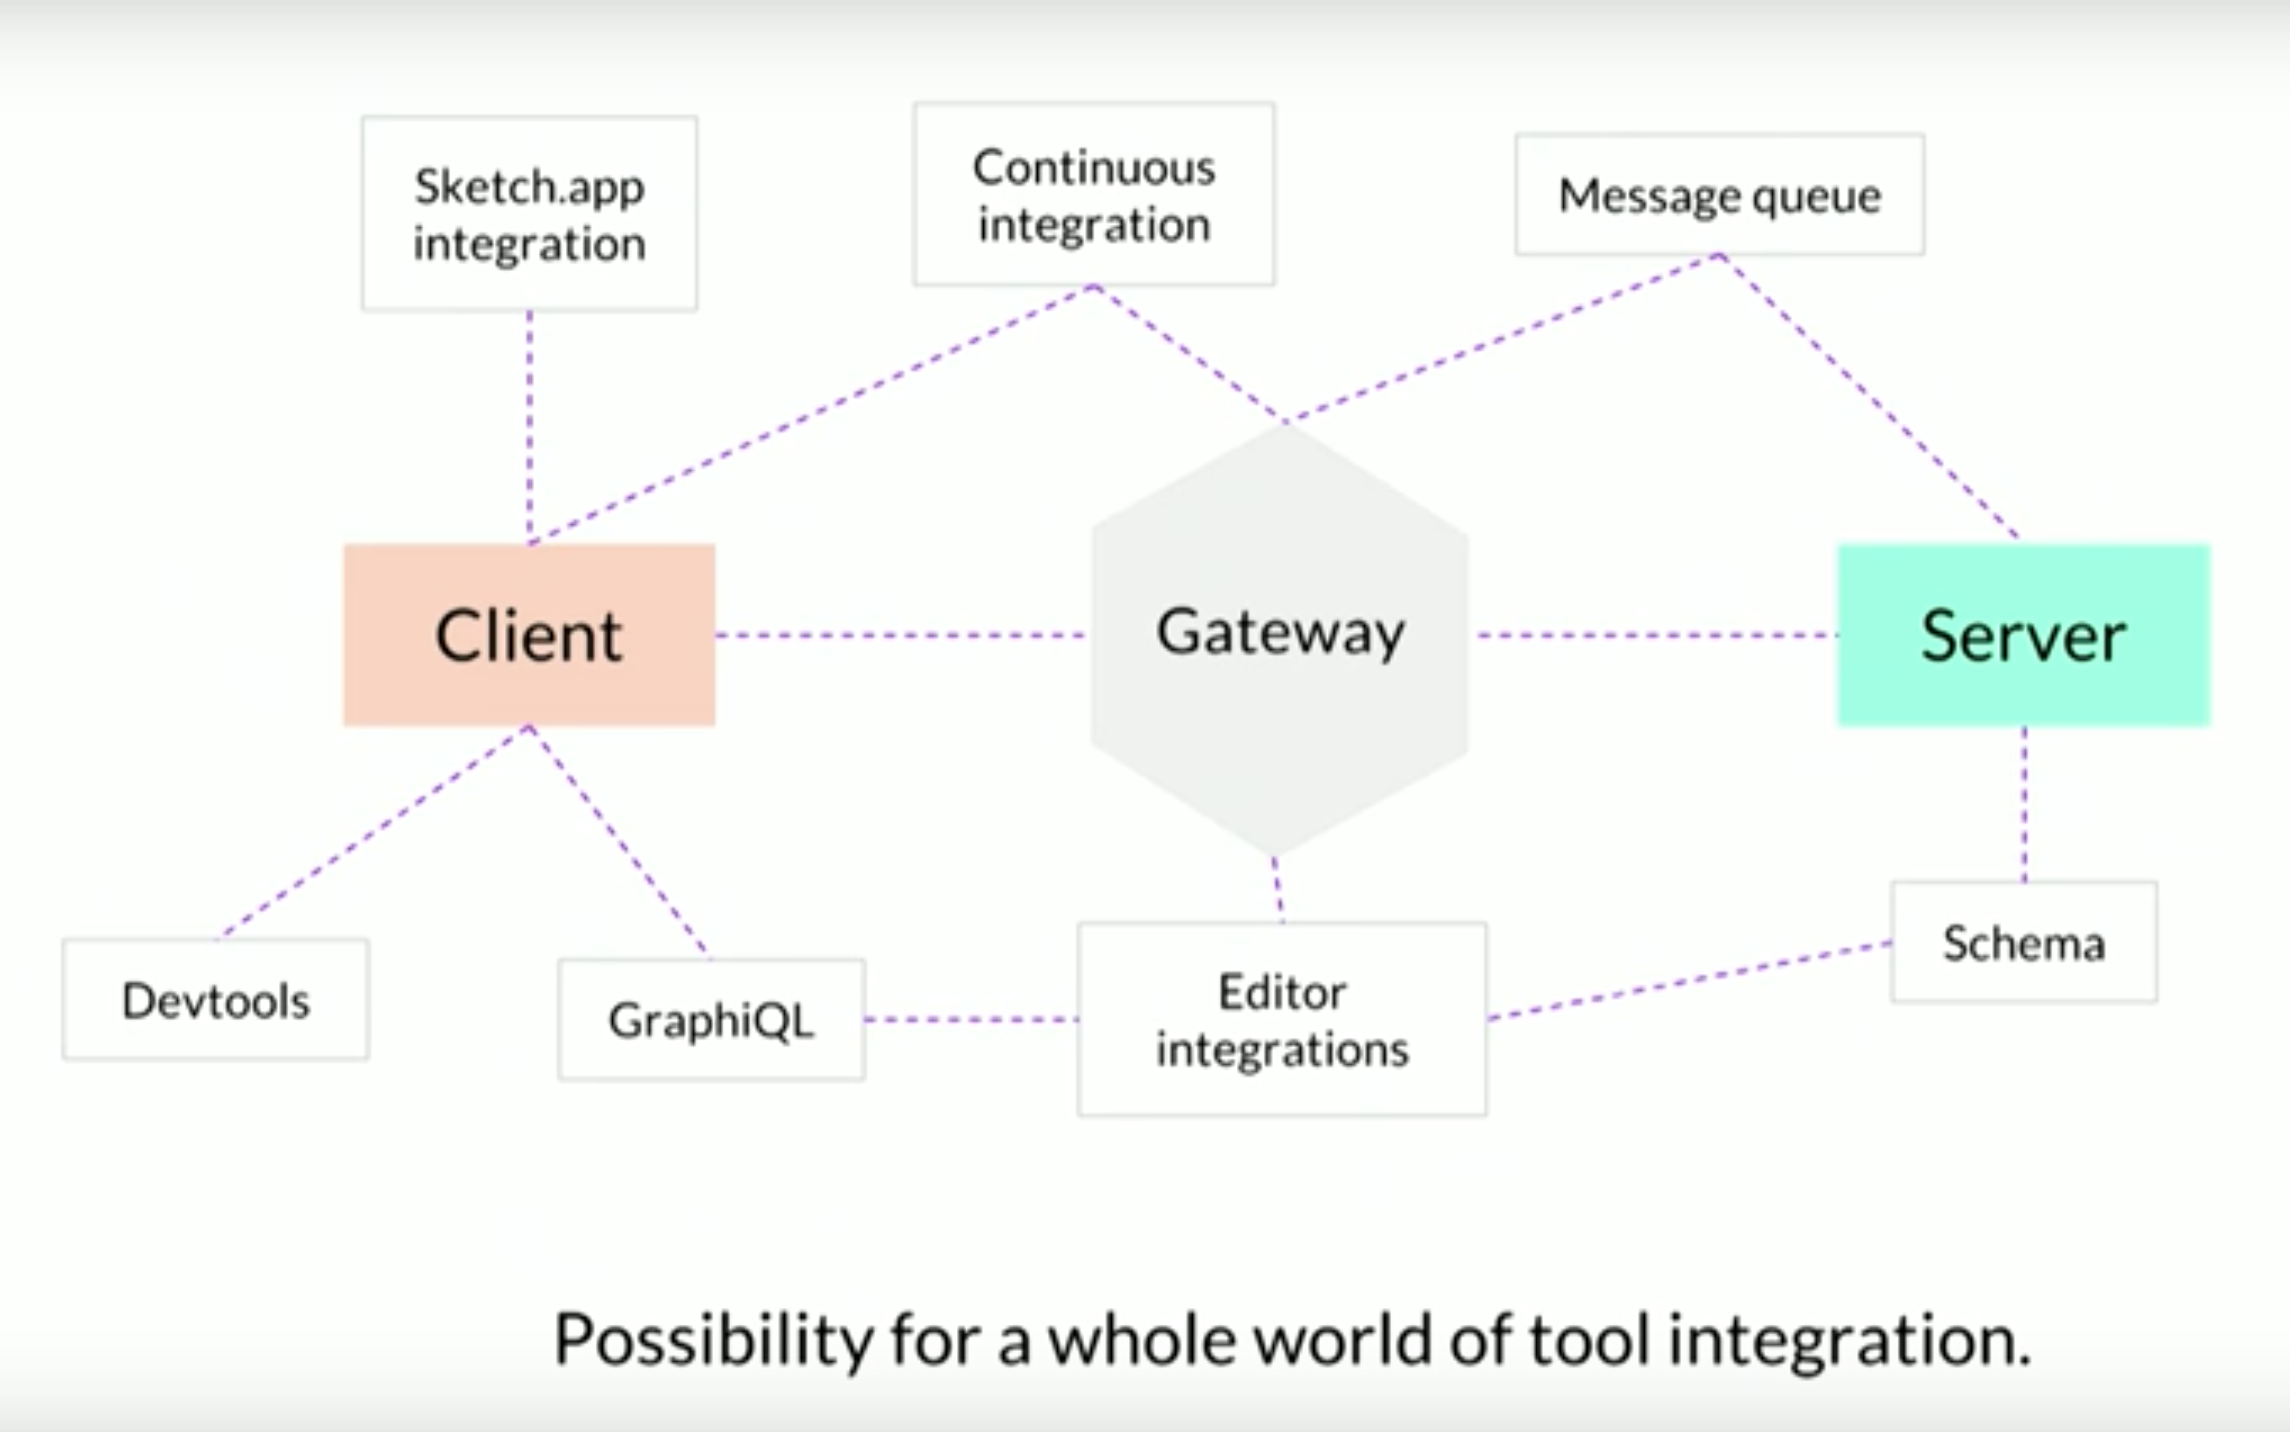 Sketch.app
integration
Continuous
integration
Message queue
Client
Gateway
Server
Devtools
GraphiQL
Editor
integrations
Schema
Possibility for a whole world of tool integration.